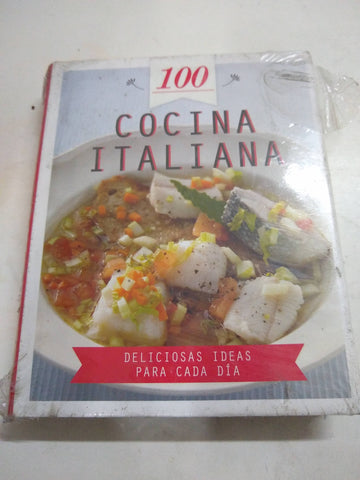 100
COCINA
ITALIANA
DELICIOSAS IDEAS
PARA CADA DÍA